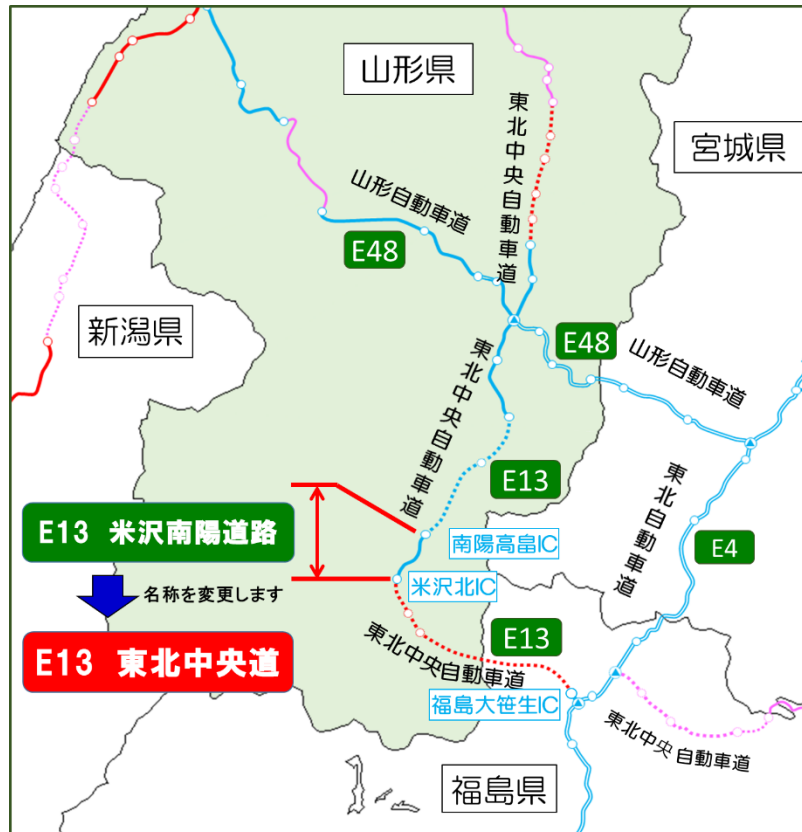 山形県
宮城県
東北中央自動車道
山形自動車道
E48
新潟県
E48
山形自動車道
東北中央自動車道
E13
東北自動車道
E4
E13 米沢南陽道路
南陽高畠IC
米沢北IC
名称を変更します
E13 東北中央道
E13
東北中央自動車道
福島大笹生IC
東北中央自動車道
福島県